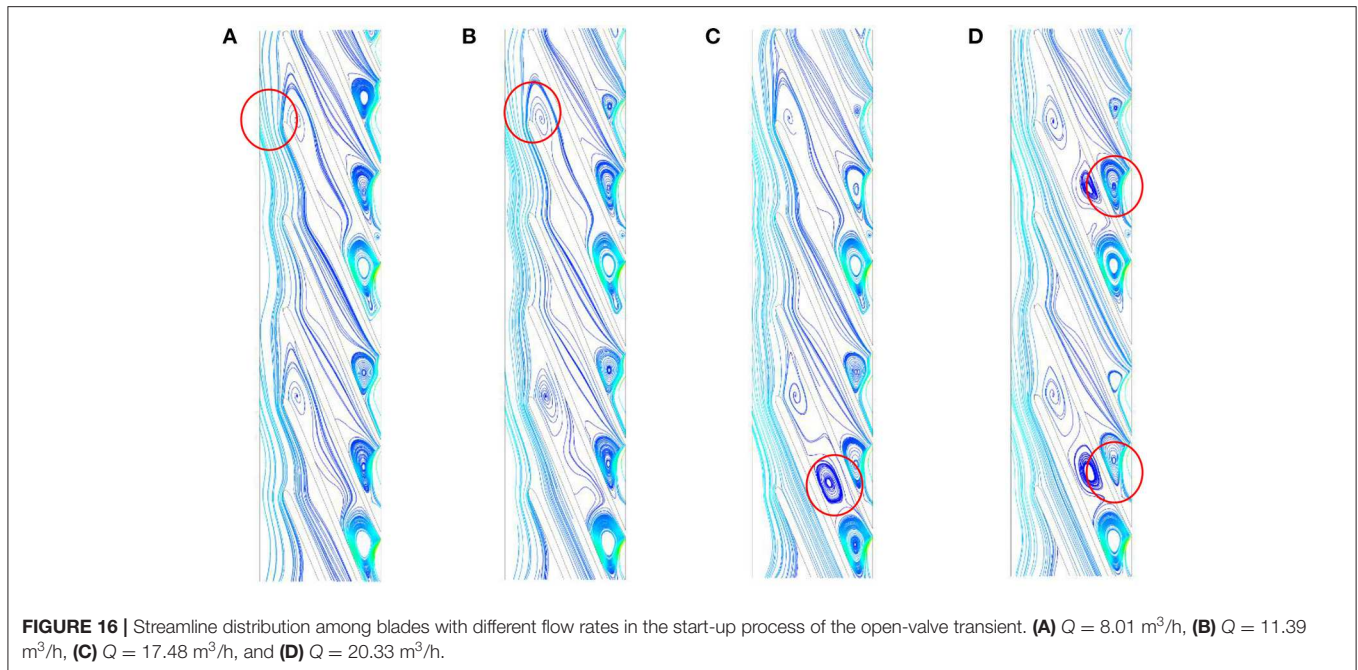 A B C D
FIGURE 16 | Streamline distribution among blades with different flow rates in the start-up process of the open-valve transient. (A) Q = 8.01 m³/h, (B) Q = 11.39
m³/h, (C) Q = 17.48 m³/h, and (D) Q = 20.33 m³/h.